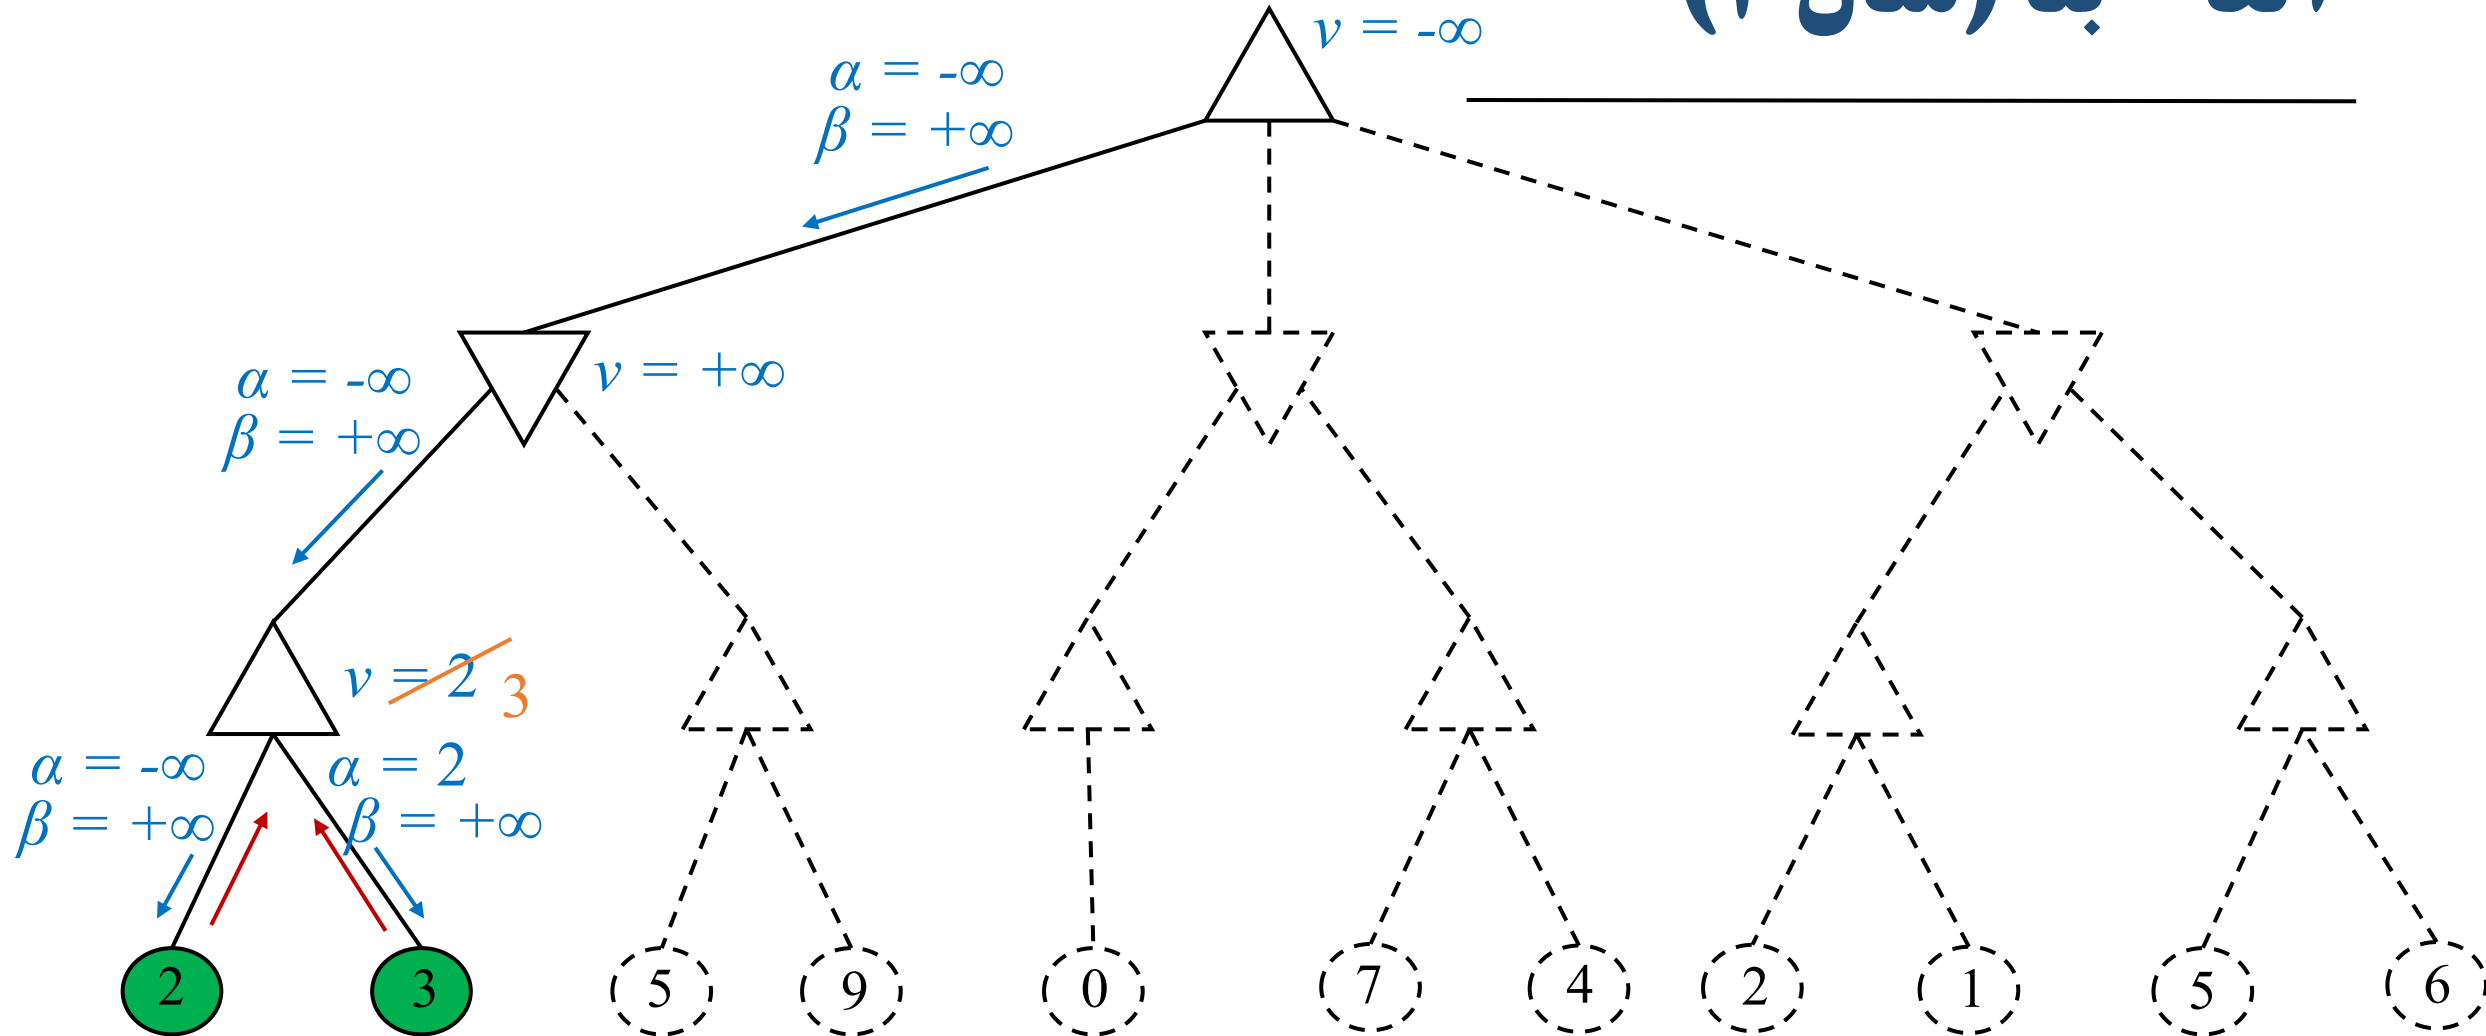 v = -∞
α = -∞
β = +∞
α = -∞
β = +∞
v = +∞
v = 2 3
α = -∞
β = +∞
α = 2
β = +∞
2 3 5 9 0 7 4 2 1 5 6